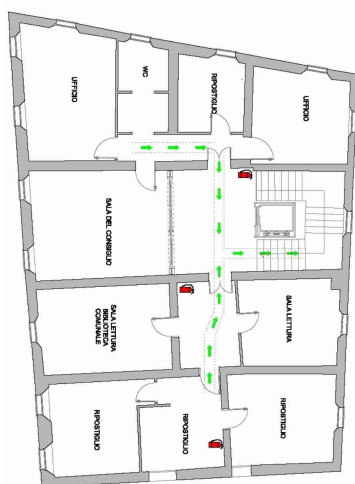 UFFICIO
WC
RIPOSTIGLIO
UFFICIO
SALA DEL CONSIGLIO
SALA LETTURA
BIBLIOTECA
COMUNALE
SALA LETTURA
RIPOSTIGLIO
RIPOSTIGLIO
RIPOSTIGLIO